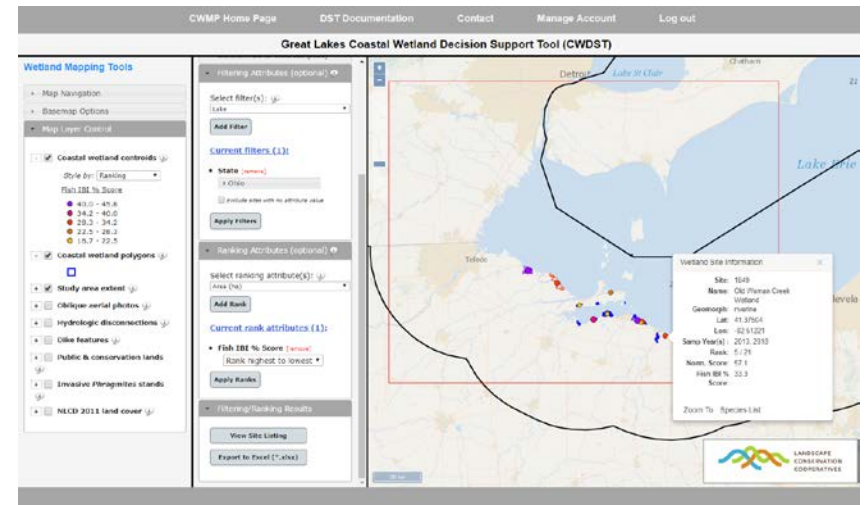 CWMP Home Page DST Documentation Contact Manage Account Log out
Great Lakes Coastal Wetland Decision Support Tool (CWDST)
Wetland Mapping Tools
Map Navigation
Basemap Options
Map Layer Control
Coastal wetland centroids
Style by: Ranking
Fish IBI % Score
40.0 - 45.8
34.2 - 40.0
28.3 - 34.2
22.5 - 28.3
16.7 - 22.5
Coastal wetland polygons
Study area extent
Oblique aerial photos
Hydrologic disconnections
Dike features
Public & conservation lands
Invasive Phragmites stands
NLCD 2011 land cover
Filtering Attributes (optional)
Select filter(s):
Lake
Add Filter
Current filters (1):
State [remove]
Ohio
Exclude sites with no attribute value
Apply Filters
Ranking Attributes (optional)
Select ranking attribute(s):
Area (ha)
Add Rank
Current rank attributes (1):
Fish IBI % Score [remove]
Rank highest to lowest
Apply Ranks
Filtering/Ranking Results
View Site Listing
Export to Excel (*.xlsx)
Chatham
Detroit
Lake St Clair
Lake Erie
Toledo
Wetland Site Information
Site: 1849
Name: Old Woman Creek
Wetland
Geomorph: riverine
Lat: 41.37504
Lon: -82.51221
Samp Year(s): 2013, 2018
Rank: 5 / 21
Norm. Score: 57.1
Fish IBI % 33.3
Score:
Zoom To Species List
LANDSCAPE
CONSERVATION
COOPERATIVES